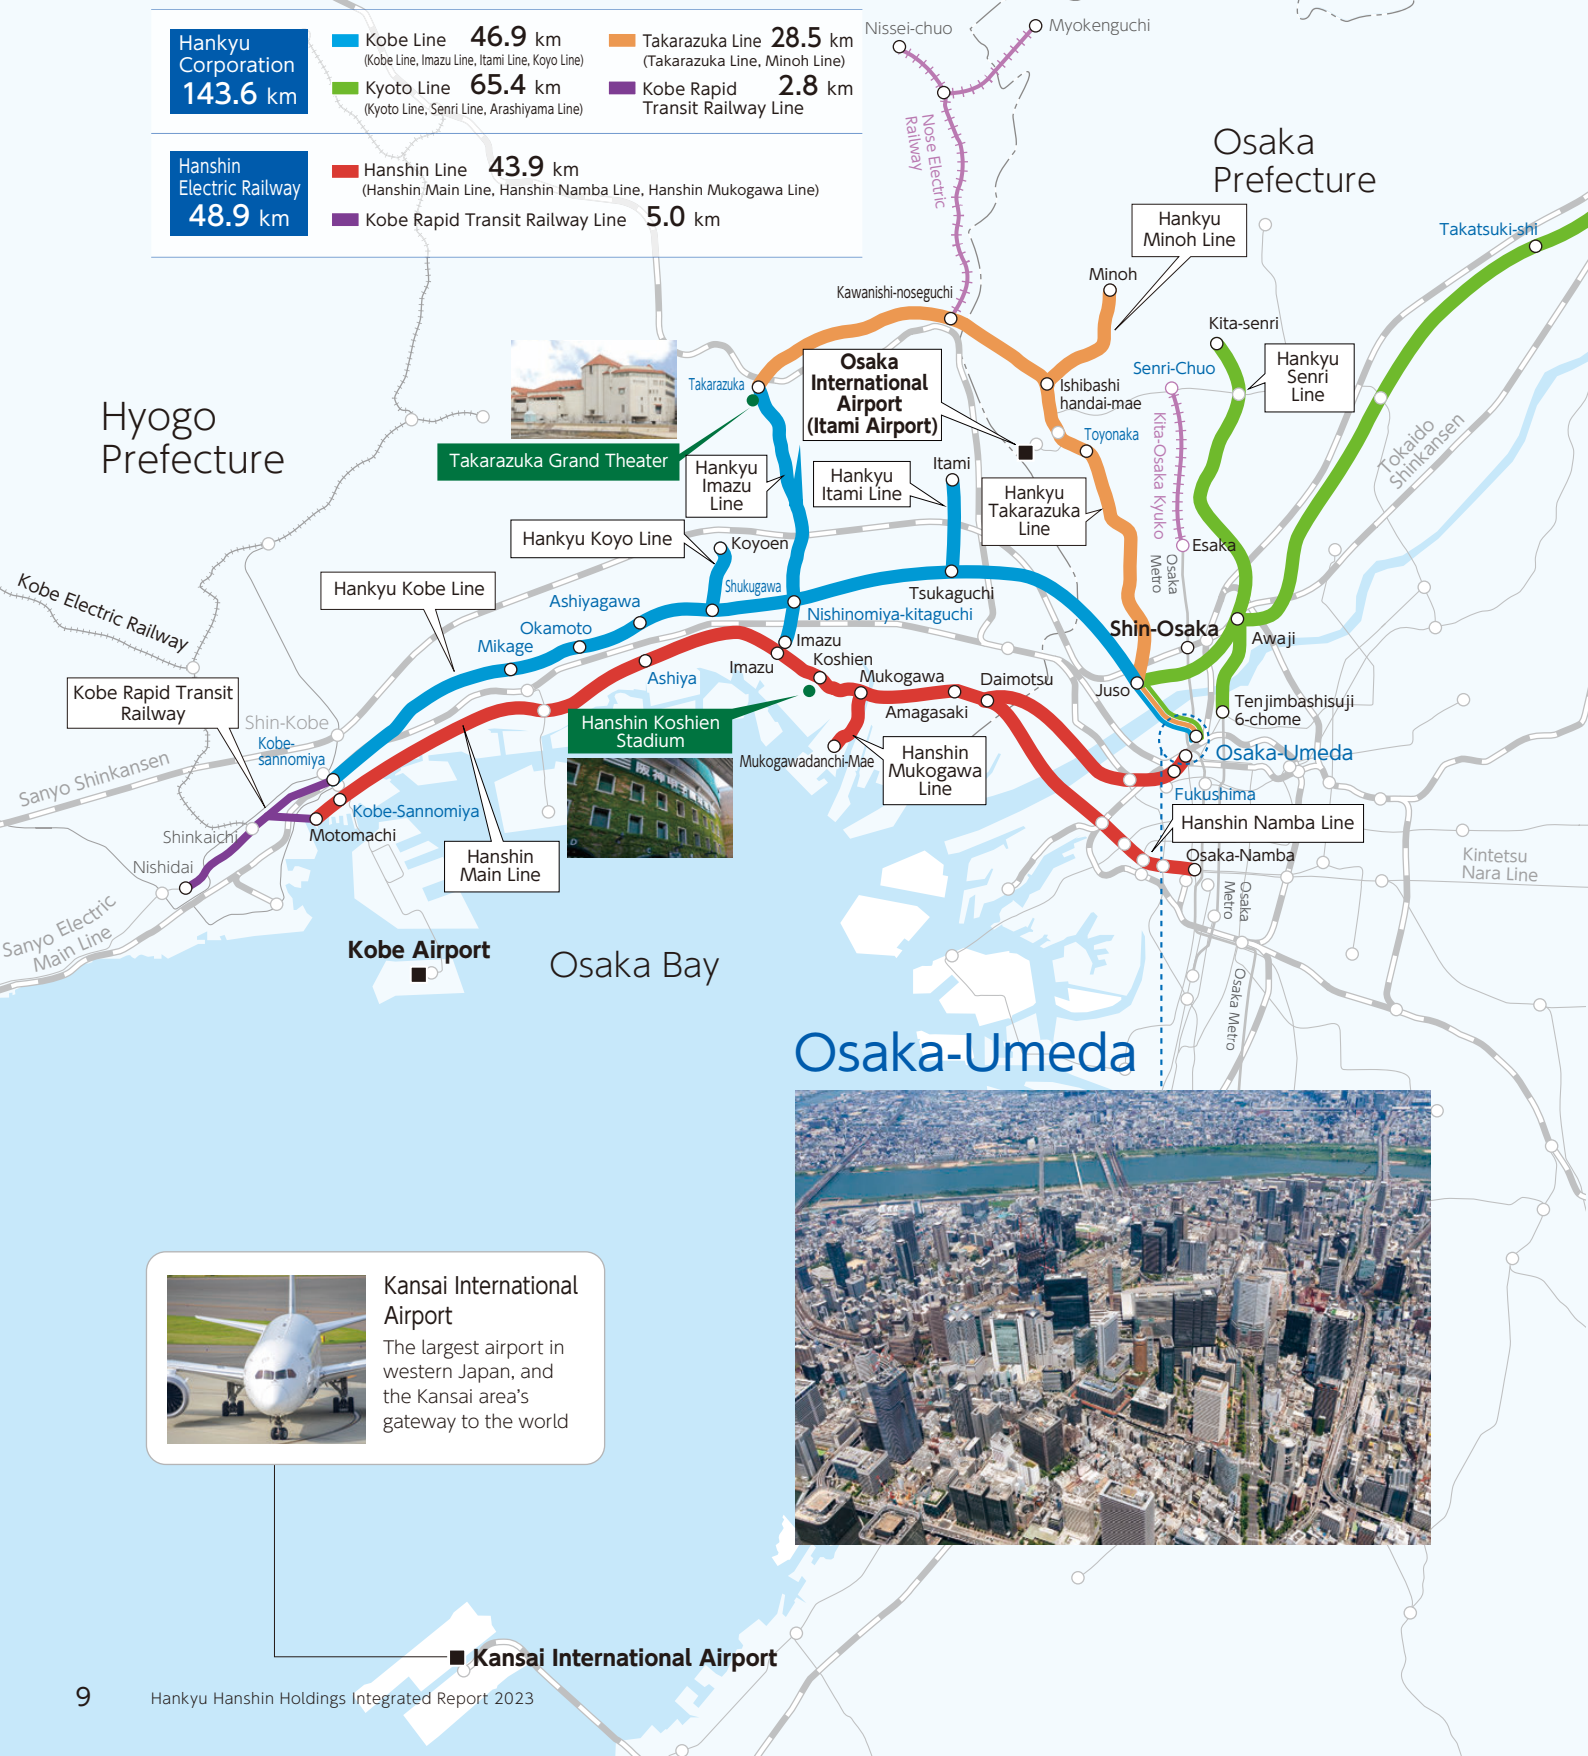 Hankyu
Corporation
143.6 km
Kobe Line 46.9 km
(Kobe Line, Imazu Line, Itami Line, Koyo Line)
Kyoto Line 65.4 km
(Kyoto Line, Senri Line, Arashiyama Line)
Takarazuka Line 28.5 km
(Takarazuka Line, Minoh Line)
Kobe Rapid 2.8 km
Transit Railway Line
Hanshin
Electric Railway
48.9 km
Hanshin Line 43.9 km
(Hanshin Main Line, Hanshin Namba Line, Hanshin Mukogawa Line)
Kobe Rapid Transit Railway Line 5.0 km
Nissei-chuo
Myokenguchi
Nose Electric
Railway
Osaka
Prefecture
Hankyu
Minoh Line
Takatsuki-shi
Minoh
Kawanishi-noseguchi
Kita-senri
Hankyu
Senri
Line
Senri-Chuo
Osaka
International
Airport
(Itami Airport)
Ishibashi
handai-mae
Takarazuka
Hyogo
Prefecture
Takarazuka Grand Theater
Toyonaka
Kita-Osaka Kyuko
Tokaido
Shinkansen
Hankyu
Imazu
Line
Hankyu
Itami Line
Itami
Hankyu
Takarazuka
Line
Hankyu Koyo Line
Koyoen
Esaka
Osaka
Metro
Kobe Electric Railway
Hankyu Kobe Line
Shukugawa
Tsukaguchi
Ashiyagawa
Nishinomiya-kitaguchi
Okamoto
Mikage
Shin-Osaka
Awaji
Imazu
Imazu
Koshien
Ashiya
Mukogawa
Daimotsu
Juso
Amagasaki
Tenjimbashisuji
6-chome
Kobe Rapid Transit
Railway
Shin-Kobe
Kobe-
sannomiya
Hanshin Koshien
Stadium
Mukogawadanchi-Mae
Hanshin
Mukogawa
Line
Osaka-Umeda
Sanyo Shinkansen
Fukushima
Kobe-Sannomiya
Hanshin Namba Line
Shinkaichi
Motomachi
Hanshin
Main Line
Osaka-Namba
Kintetsu
Nara Line
Nishidai
Osaka
Metro
Sanyo Electric
Main Line
Kobe Airport
Osaka Bay
Osaka Metro
Osaka-Umeda
Kansai International
Airport
The largest airport in
western Japan, and
the Kansai area's
gateway to the world
Kansai International Airport
9
Hankyu Hanshin Holdings Integrated Report 2023